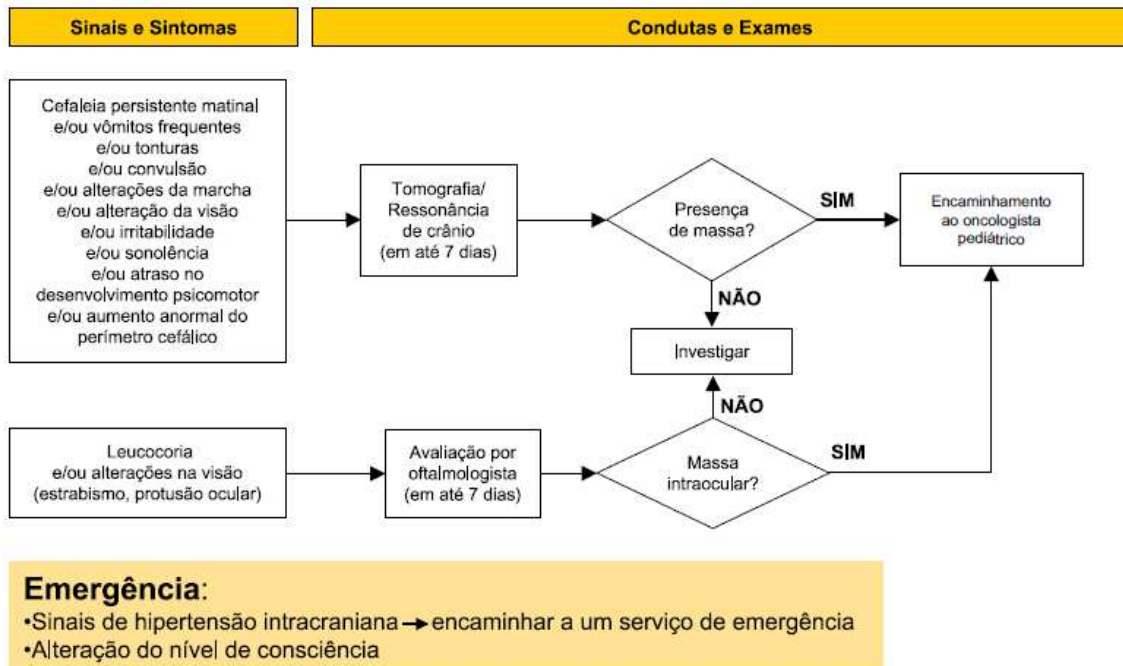 Sinais e Sintomas
Condutas e Exames
Cefaleia persistente matinal
e/ou vômitos frequentes
e/ou tonturas
e/ou convulsão
e/ou alterações da marcha
e/ou alteração da visão
e/ou irritabilidade
e/ou sonolência
e/ou atraso no
desenvolvimento psicomotor
e/ou aumento anormal do
perímetro cefálico
Tomografia/
Ressonância
de crânio
(em até 7 dias)
Presença
de massa?
SIM
Encaminhamento
ao oncologista
pediátrico
NÃO
Investigar
NÃO
Leucocoria
e/ou alterações na visão
(estrabismo, protusão ocular)
Avaliação por
oftalmologista
(em até 7 dias)
Massa
intraocular?
SIM
Emergência:
•Sinais de hipertensão intracraniana → encaminhar a um serviço de emergência
•Alteração do nível de consciência